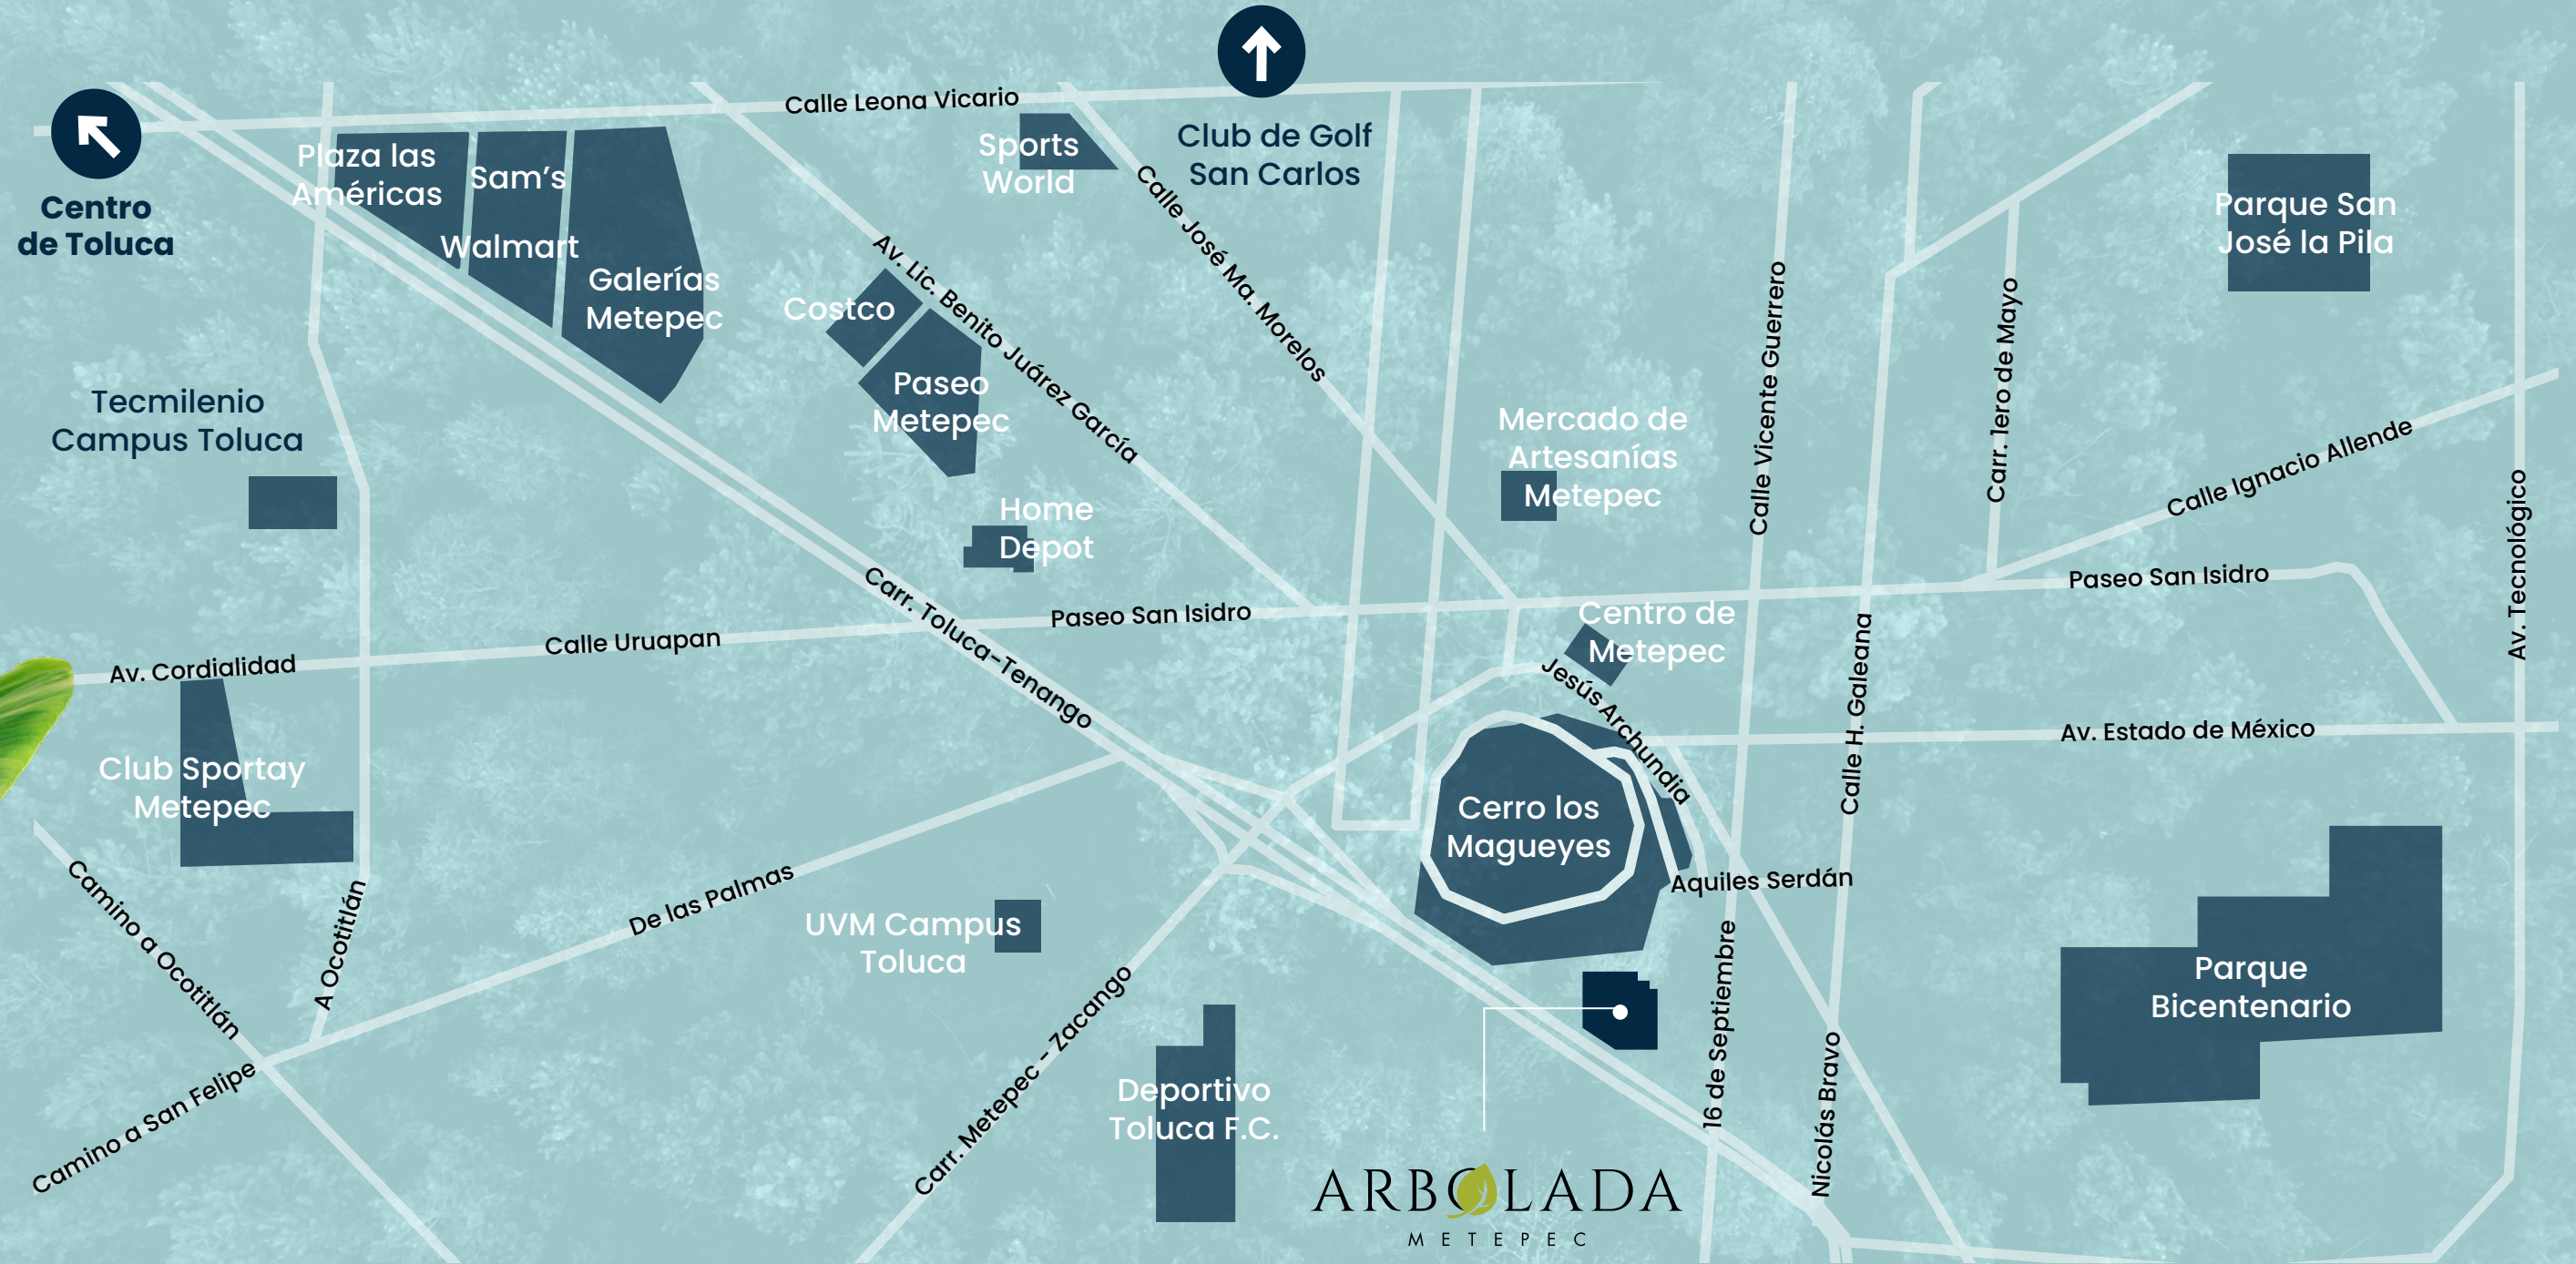 Calle Leona Vicario
Club de Golf
San Carlos
Sports
World
Plaza las
Américas
Sam's
Walmart
Galerías
Metepec
Centro
de Toluca
Calle José Ma. Morelos
Parque San
José la Pila
Av. Lic. Benito Juárez García
Costco
Paseo
Metepec
Calle Vicente Guerrero
Carr. 1ero de Mayo
Tecmilenio
Campus Toluca
Mercado de
Artesanías
Metepec
Calle Ignacio Allende
Av. Tecnológico
Home
Depot
Carr. Toluca-Tenango
Paseo San Isidro
Paseo San Isidro
Centro de
Metepec
Calle Uruapan
Av. Cordialidad
Jesús Archundia
Calle H. Galeana
Av. Estado de México
Club Sportay
Metepec
Cerro los
Magueyes
Aquiles Serdán
Camino a Ocotitlán
A Ocotitlán
De las Palmas
UVM Campus
Toluca
16 de Septiembre
Parque
Bicentenario
Carr. Metepec - Zacango
Nicolás Bravo
Camino a San Felipe
Deportivo
Toluca F.C.
ARBOLADA
METEPEC